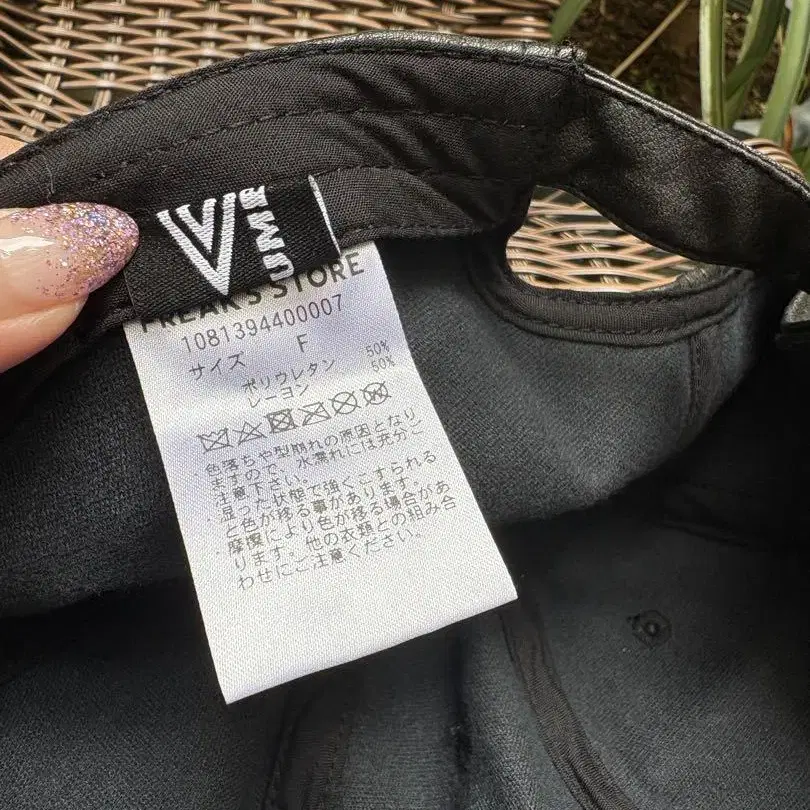 VUME
FREAK'S STORE
1081394400007
サイズ F
ポリウレタン 50%
レーヨン 50%
色落ちや型崩れの原因となり
ますので、水濡れには充分ご
注意下さい。
・湿った状態で強くこすられる
と色が移る事があります。
・摩擦により色が移る場合があ
ります。他の衣類との組み合
わせにご注意ください。